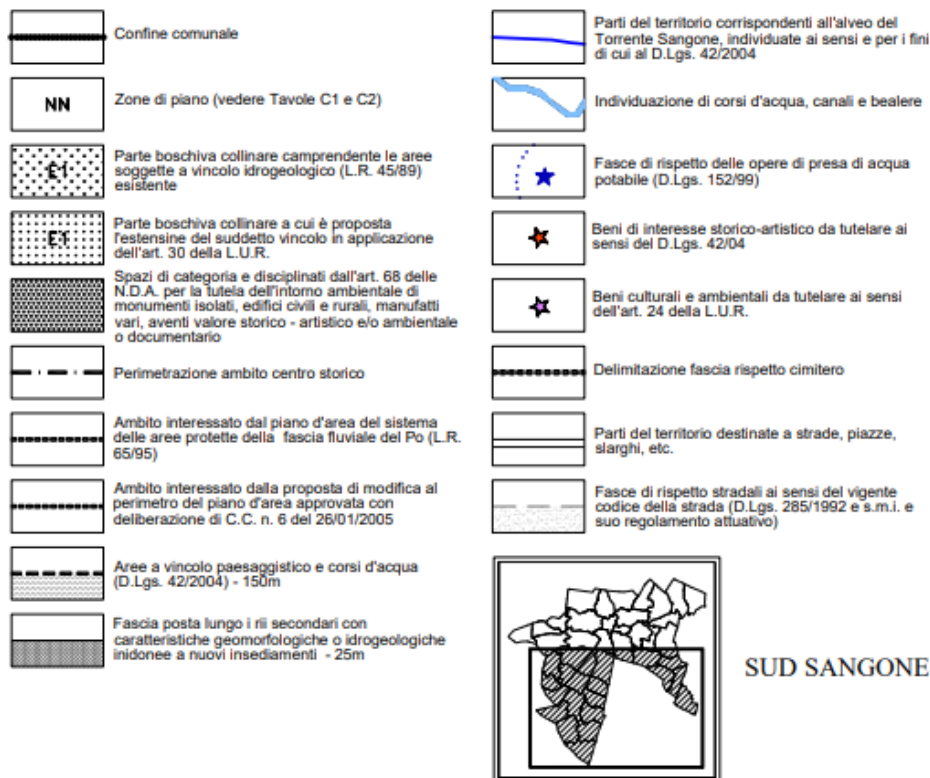 Confine comunale
NN
Zone di piano (vedere Tavole C1 e C2)
E1
Parte boschiva collinare camprendente le aree
soggette a vincolo idrogeologico (L.R. 45/89)
esistente
E1
Parte boschiva collinare a cui è proposta
l'estensine del suddetto vincolo in applicazione
dell'art. 30 della L.U.R.
Spazi di categoria e disciplinati dall'art. 68 delle
N.D.A. per la tutela dell'intorno ambientale di
monumenti isolati, edifici civili e rurali, manufatti
vari, aventi valore storico - artistico e/o ambientale
o documentario
Perimetrazione ambito centro storico
Ambito interessato dal piano d'area del sistema
delle aree protette della fascia fluviale del Po (L.R.
65/95)
Ambito interessato dalla proposta di modifica al
perimetro del piano d'area approvata con
deliberazione di C.C. n. 6 del 26/01/2005
Aree a vincolo paesaggistico e corsi d'acqua
(D.Lgs. 42/2004) - 150m
Fascia posta lungo i rii secondari con
caratteristiche geomorfologiche o idrogeologiche
inidonee a nuovi insediamenti - 25m
Parti del territorio corrispondenti all'alveo del
Torrente Sangone, individuate ai sensi e per i fini
di cui al D.Lgs. 42/2004
Individuazione di corsi d'acqua, canali e bealere
Fasce di rispetto delle opere di presa di acqua
potabile (D.Lgs. 152/99)
Beni di interesse storico-artistico da tutelare ai
sensi del D.Lgs. 42/04
Beni culturali e ambientali da tutelare ai sensi
dell'art. 24 della L.U.R.
Delimitazione fascia rispetto cimitero
Parti del territorio destinate a strade, piazze,
slarghi, etc.
Fasce di rispetto stradali ai sensi del vigente
codice della strada (D.Lgs. 285/1992 e s.m.i. e
suo regolamento attuativo)
SUD SANGONE